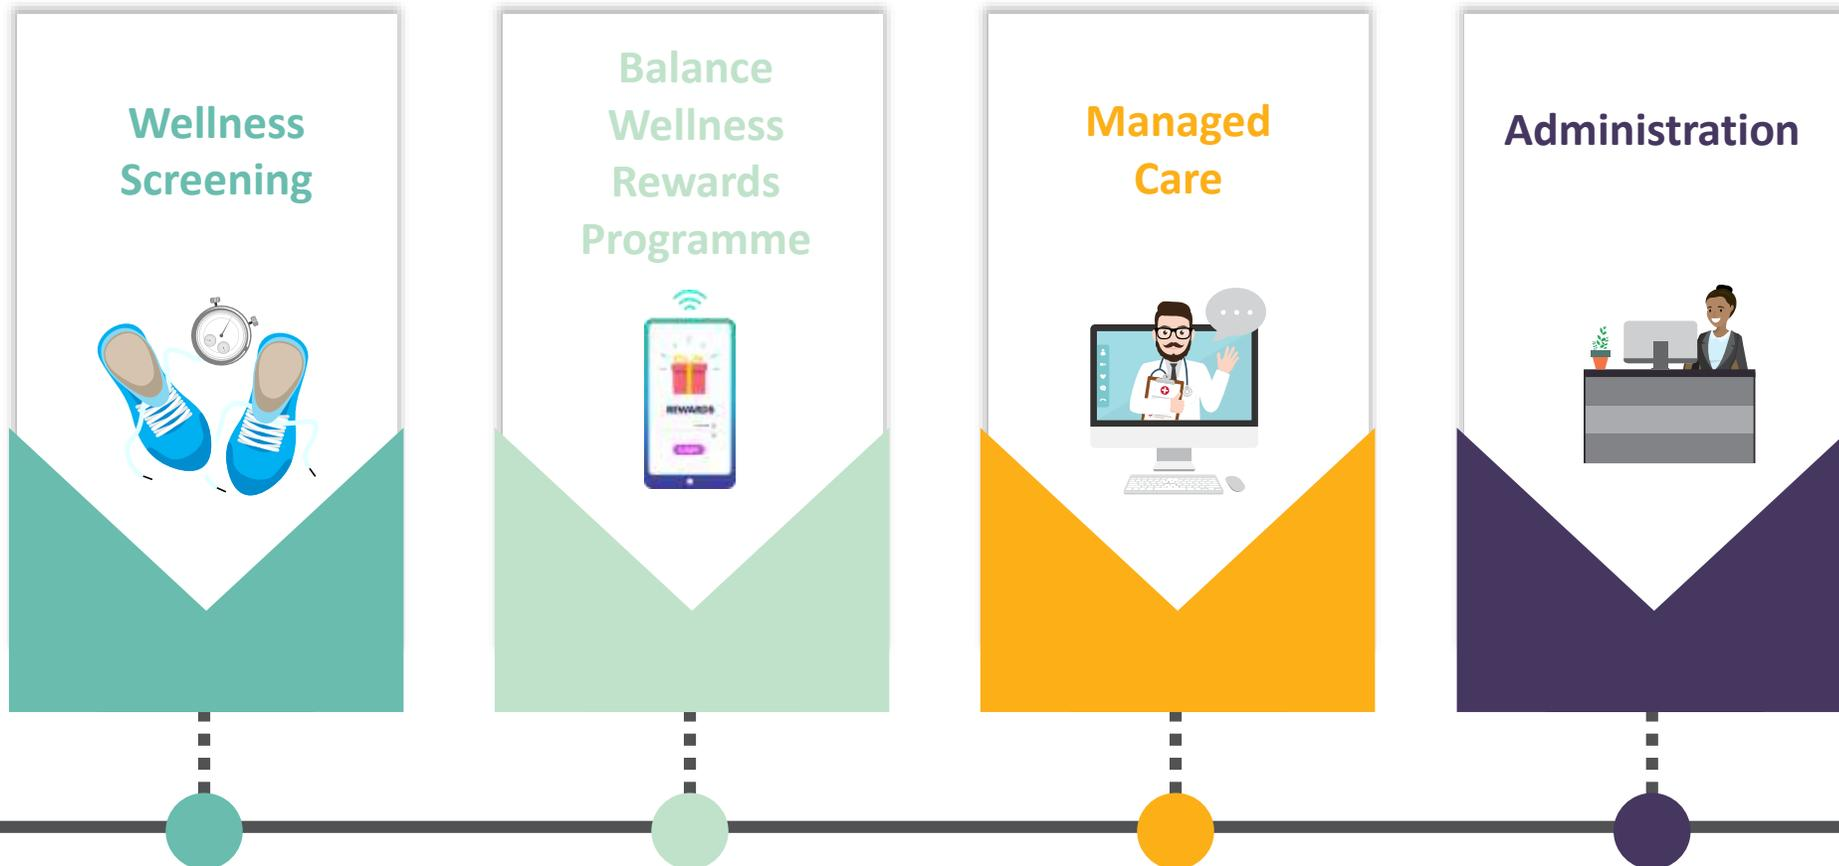 Wellness
Screening
Balance
Wellness
Rewards
Programme
REWARDS
Managed
Care
Administration